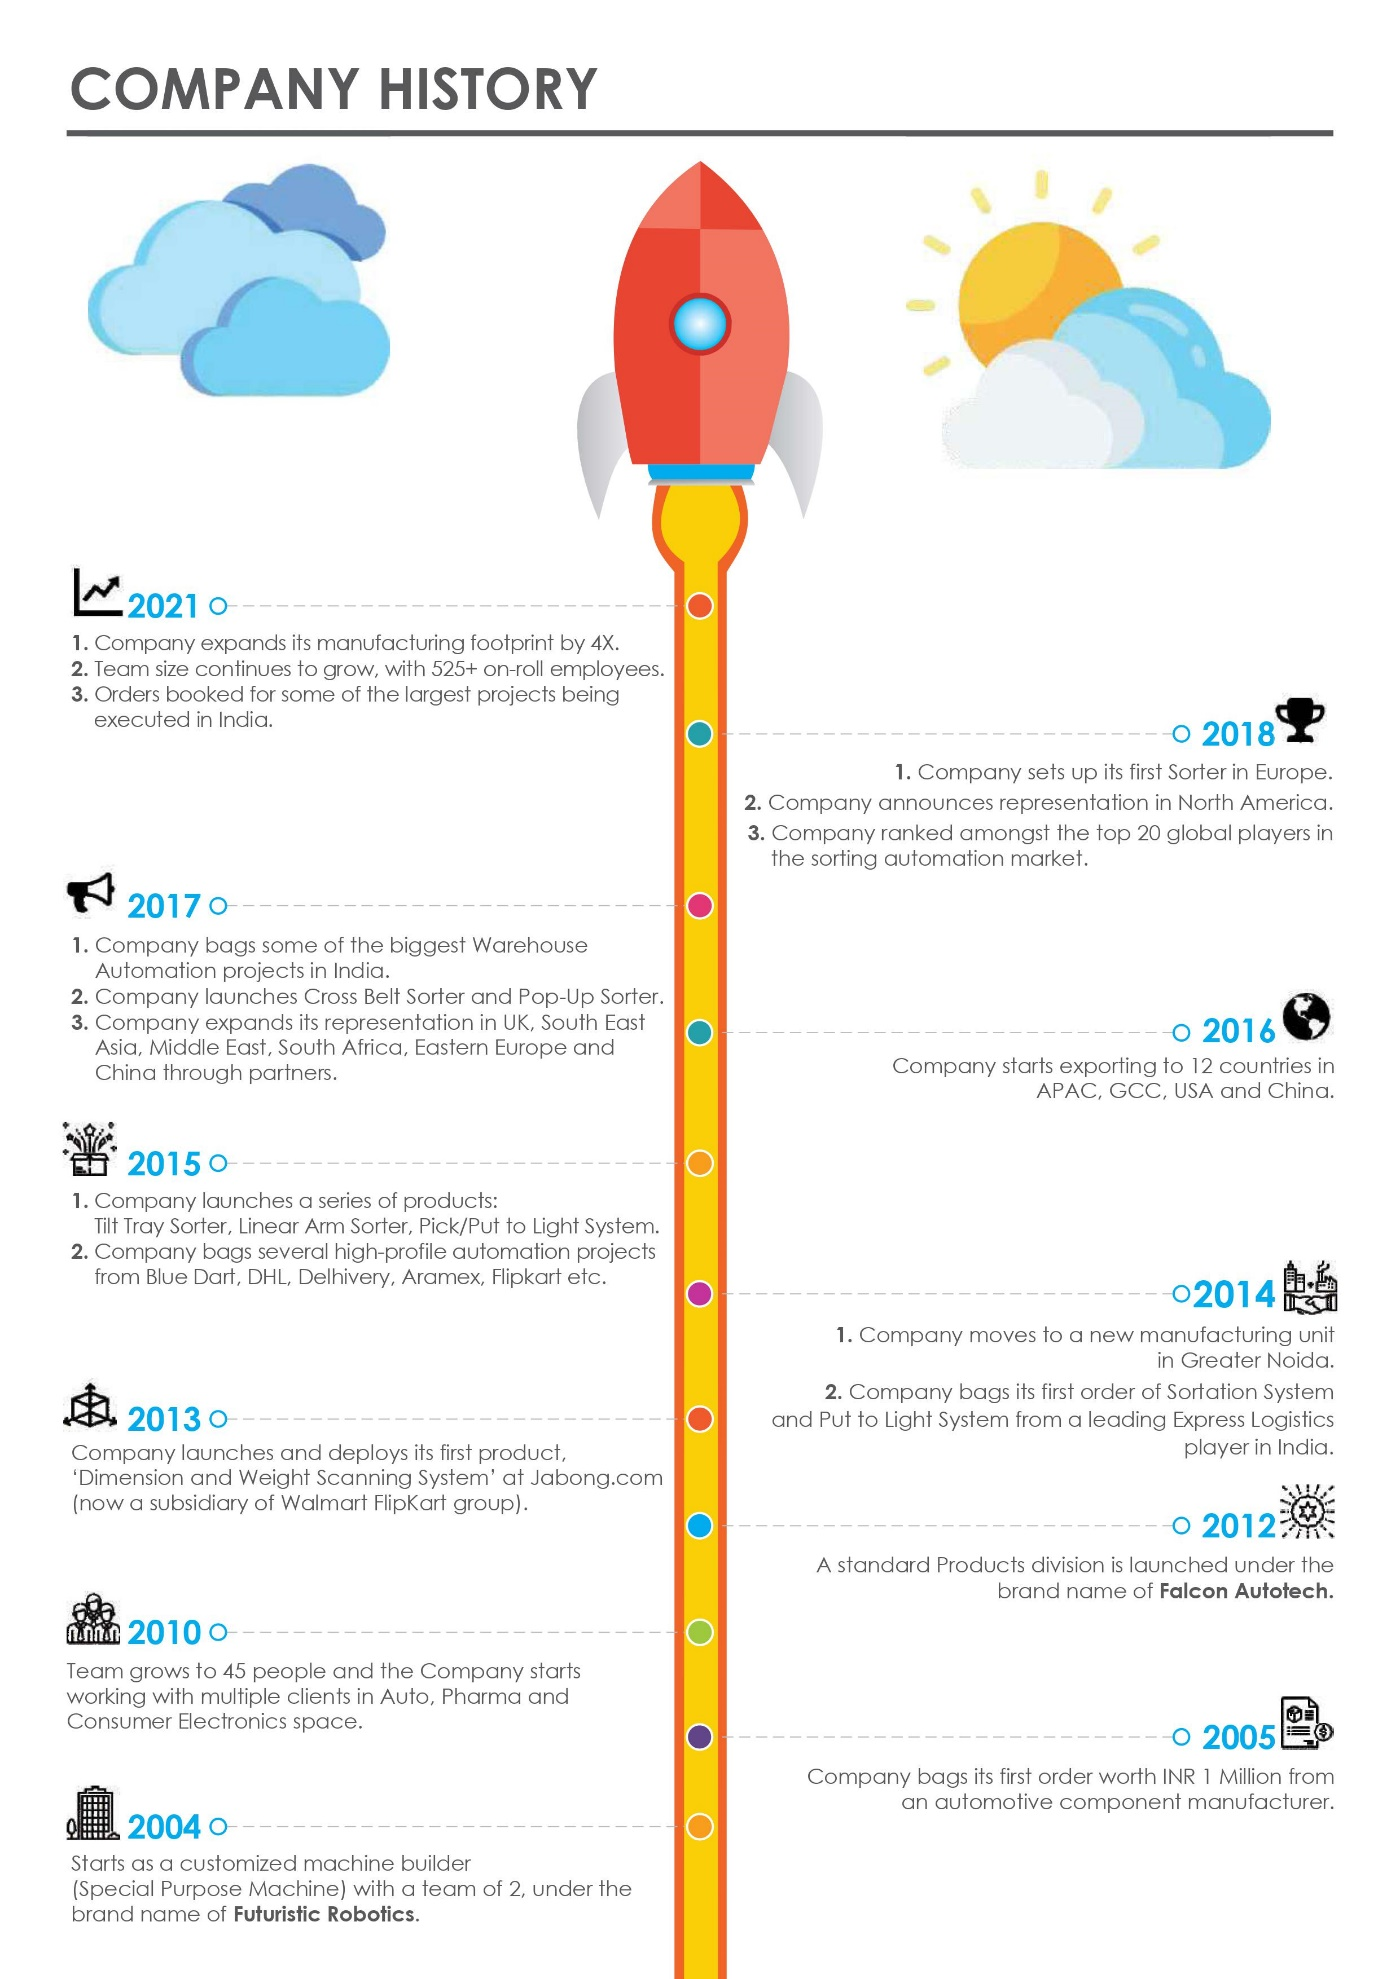 COMPANY HISTORY
2021
1. Company expands its manufacturing footprint by 4X.
2. Team size continues to grow, with 525+ on-roll employees.
3. Orders booked for some of the largest projects being
executed in India.
2018
1. Company sets up its first Sorter in Europe.
2. Company announces representation in North America.
3. Company ranked amongst the top 20 global players in
the sorting automation market.
2017
1. Company bags some of the biggest Warehouse
Automation projects in India.
2. Company launches Cross Belt Sorter and Pop-Up Sorter.
3. Company expands its representation in UK, South East
Asia, Middle East, South Africa, Eastern Europe and
China through partners.
2016
Company starts exporting to 12 countries in
APAC, GCC, USA and China.
2015
1. Company launches a series of products:
Tilt Tray Sorter, Linear Arm Sorter, Pick/Put to Light System.
2. Company bags several high-profile automation projects
from Blue Dart, DHL, Delhivery, Aramex, Flipkart etc.
2014
1. Company moves to a new manufacturing unit
in Greater Noida.
2. Company bags its first order of Sortation System
and Put to Light System from a leading Express Logistics
player in India.
2013
Company launches and deploys its first product,
‘Dimension and Weight Scanning System’ at Jabong.com
(now a subsidiary of Walmart FlipKart group).
2012
A standard Products division is launched under the
brand name of Falcon Autotech.
2010
Team grows to 45 people and the Company starts
working with multiple clients in Auto, Pharma and
Consumer Electronics space.
2005
Company bags its first order worth INR 1 Million from
an automotive component manufacturer.
2004
Starts as a customized machine builder
(Special Purpose Machine) with a team of 2, under the
brand name of Futuristic Robotics.